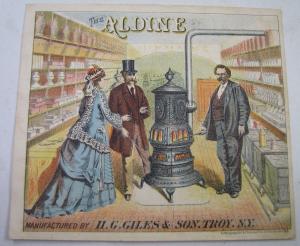 The ALDINE
MANUFACTURED BY H.G. GILES & SON. TROY. N.Y.